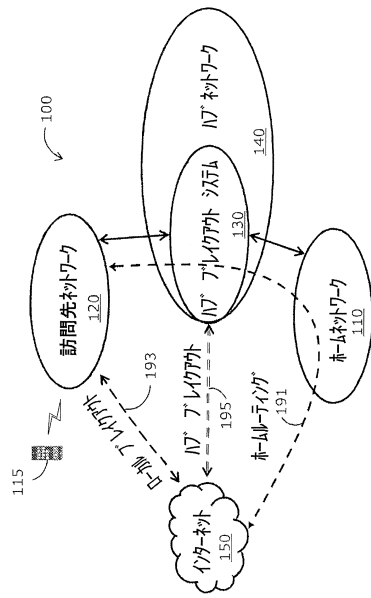 100
115
訪問先ネットワーク
120
ハブ ブレイクアウト システム
130
ハブ ネットワーク
140
ホームネットワーク
110
ローカル ブレイクアウト
193
ハブ ブレイクアウト
195
ホームルーティング
191
インターネット
150